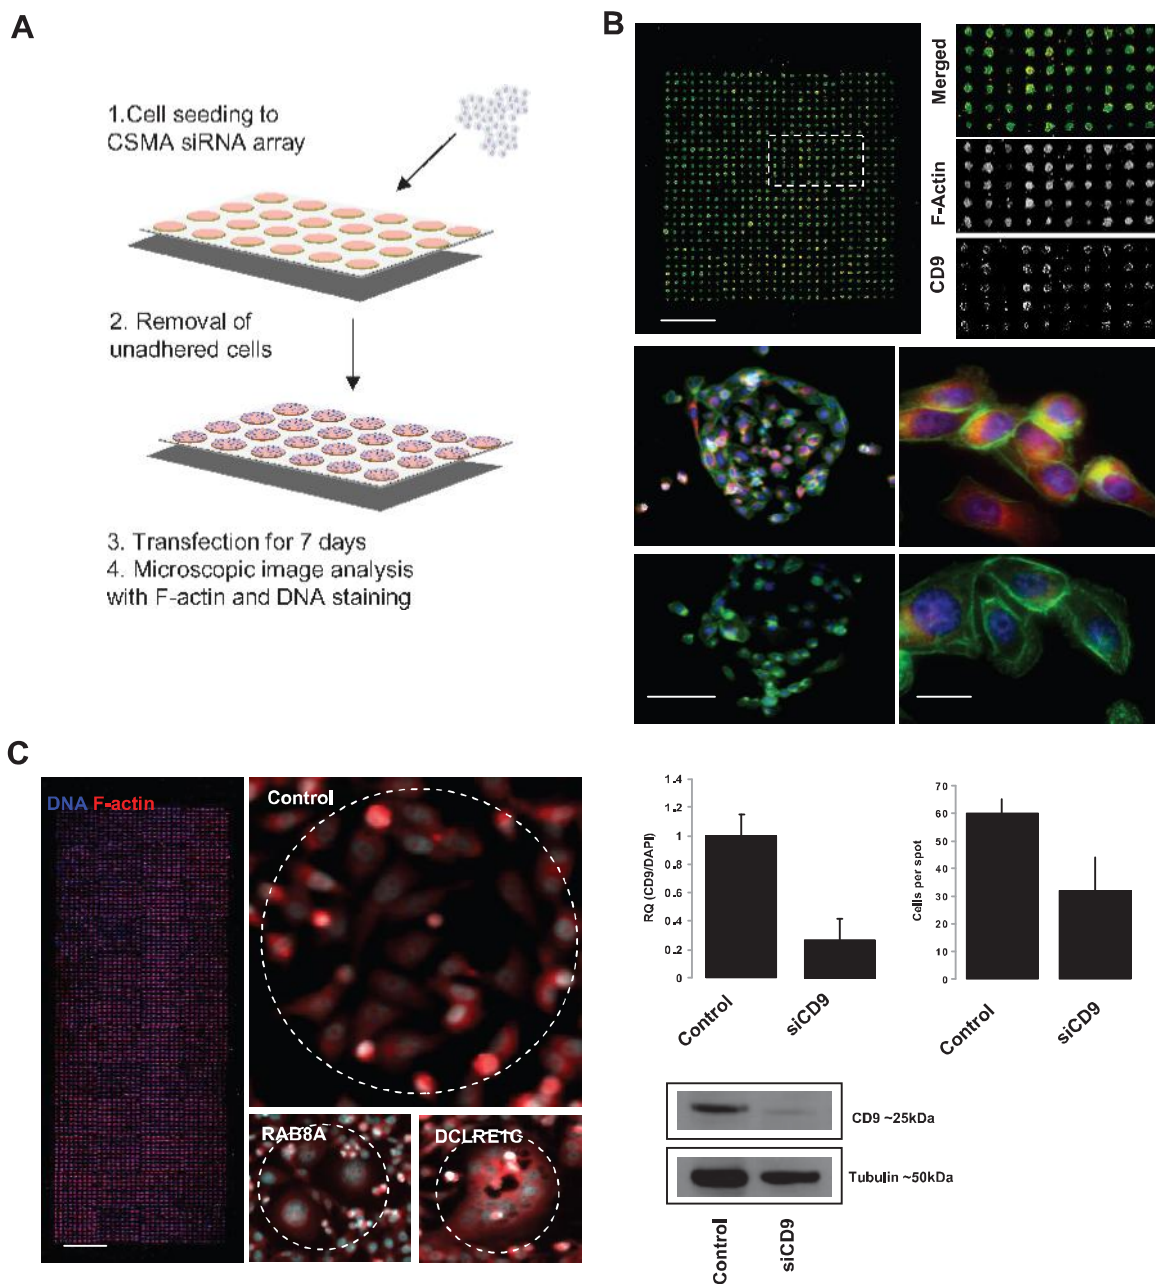 A
1.Cell seeding to
CSMA siRNA array
2. Removal of
unadhered cells
3. Transfection for 7 days
4. Microscopic image analysis
with F-actin and DNA staining
B
Merged
F-Actin
CD9
C
DNA F-actin
Control
RAB8A
DCLRE1C
1.4
1.2
1
0.8
0.6
0.4
0.2
0
RQ (CD9/DAPI)
Control
siCD9
70
60
50
40
30
20
10
0
Cells per spot
Control
siCD9
CD9 ~25kDa
Tubulin ~50kDa
Control
siCD9